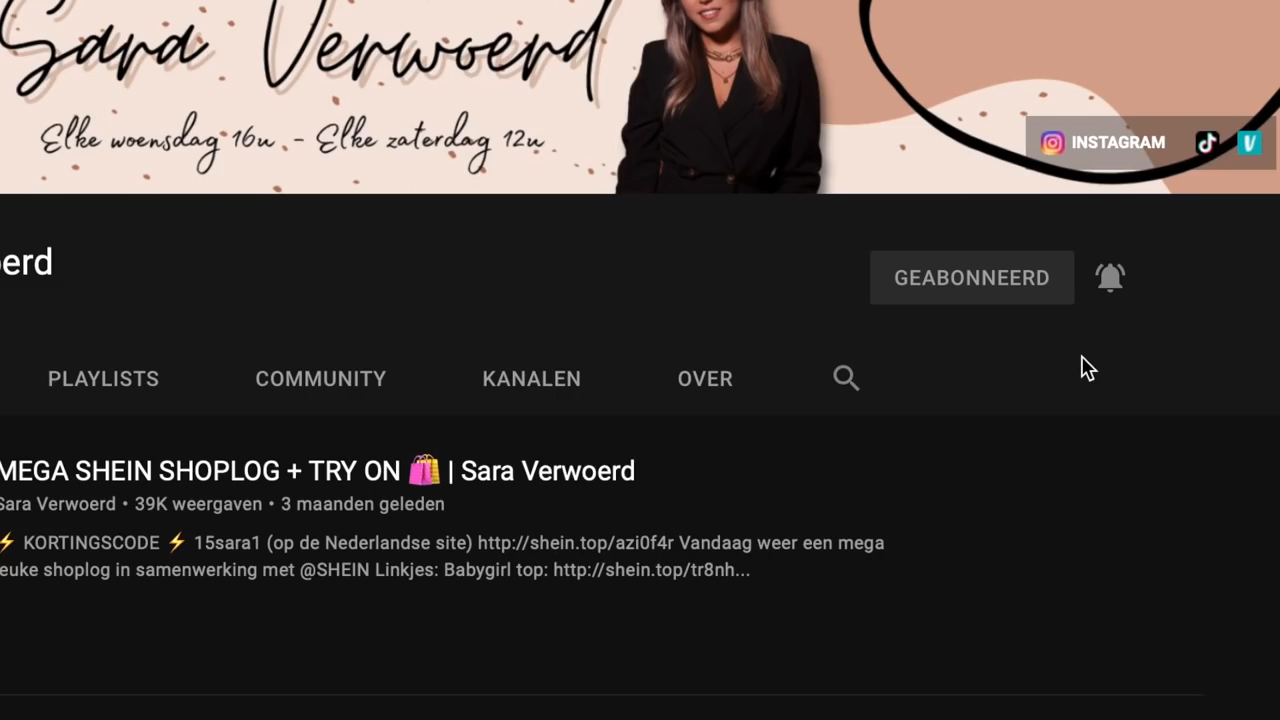 Sara Verwoerd
Elke woensdag 16u - Elke zaterdag 12u
INSTAGRAM
erd
GEABONNEERD
PLAYLISTS COMMUNITY KANALEN OVER
MEGA SHEIN SHOPLOG + TRY ON 🛍️ | Sara Verwoerd
Sara Verwoerd • 39K weergaven • 3 maanden geleden
⚡ KORTINGSCODE ⚡ 15sara1 (op de Nederlandse site) http://shein.top/azi0f4r Vandaag weer een mega
euke shoplog in samenwerking met @SHEIN Linkjes: Babygirl top: http://shein.top/tr8nh...